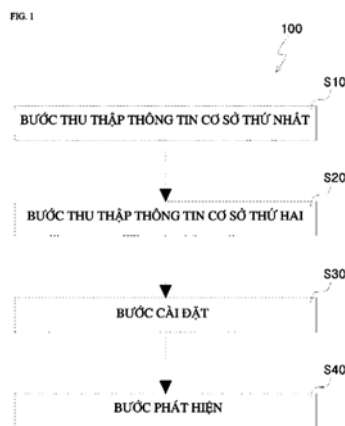 FIG. 1
100
S10
BƯỚC THU THẬP THÔNG TIN CƠ SỞ THỨ NHẤT
S20
BƯỚC THU THẬP THÔNG TIN CƠ SỞ THỨ HAI
S30
BƯỚC CÀI ĐẶT
S40
BƯỚC PHÁT HIỆN